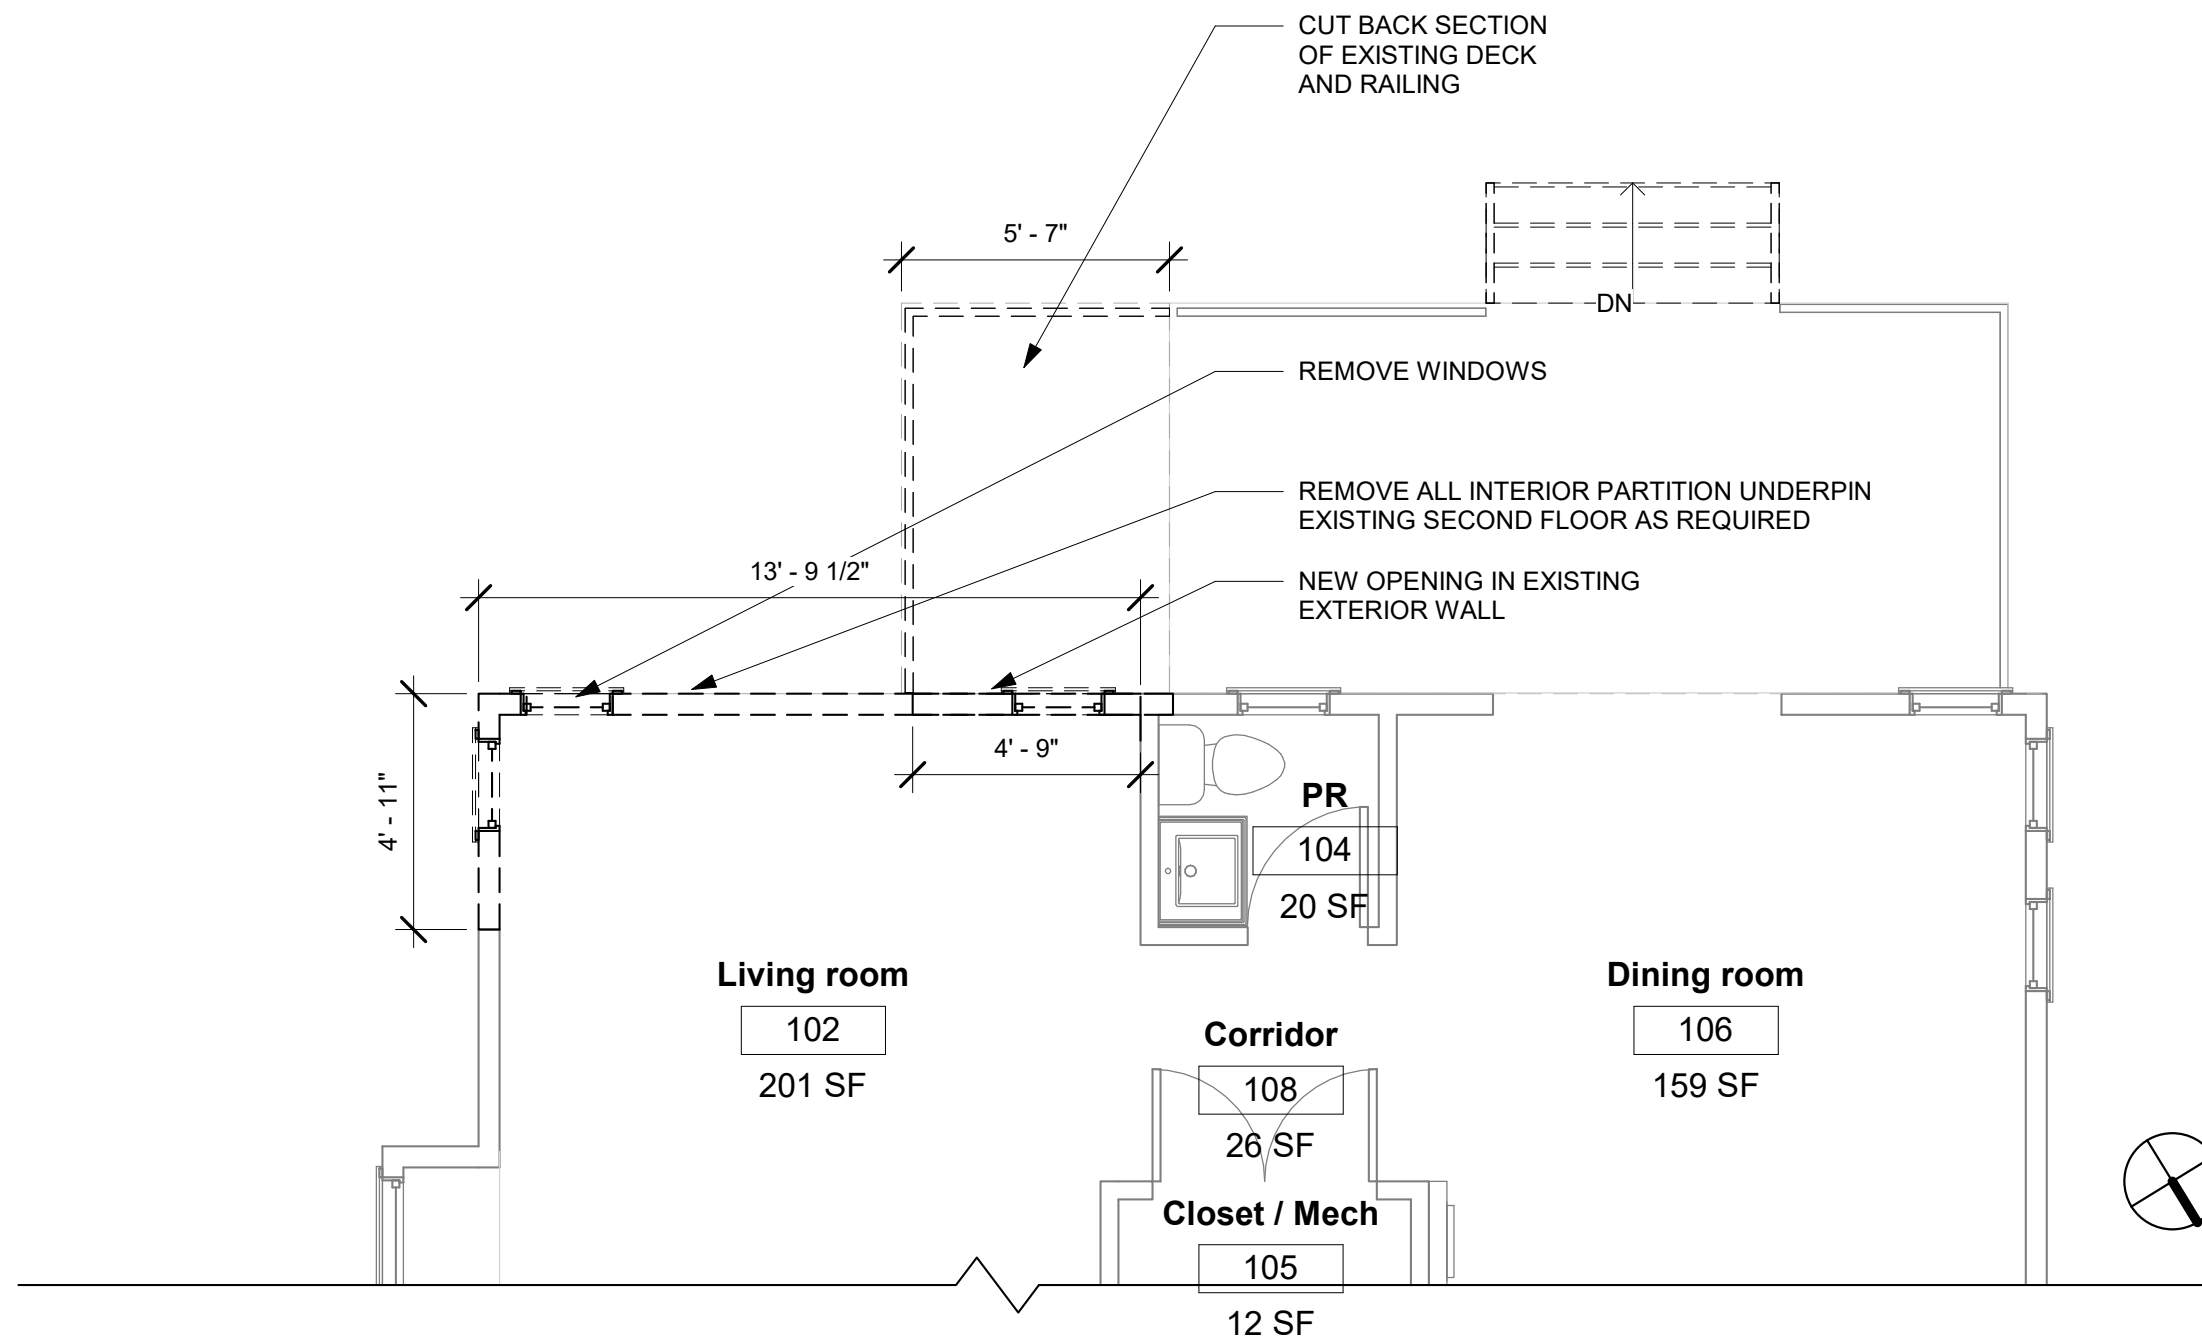 CUT BACK SECTION
OF EXISTING DECK
AND RAILING
5' - 7"
DN
REMOVE WINDOWS
REMOVE ALL INTERIOR PARTITION UNDERPIN
EXISTING SECOND FLOOR AS REQUIRED
13' - 9 1/2"
NEW OPENING IN EXISTING
EXTERIOR WALL
4' - 9"
4' - 11"
PR
104
20 SF
Living room
102
201 SF
Dining room
106
159 SF
Corridor
108
26 SF
Closet / Mech
105
12 SF